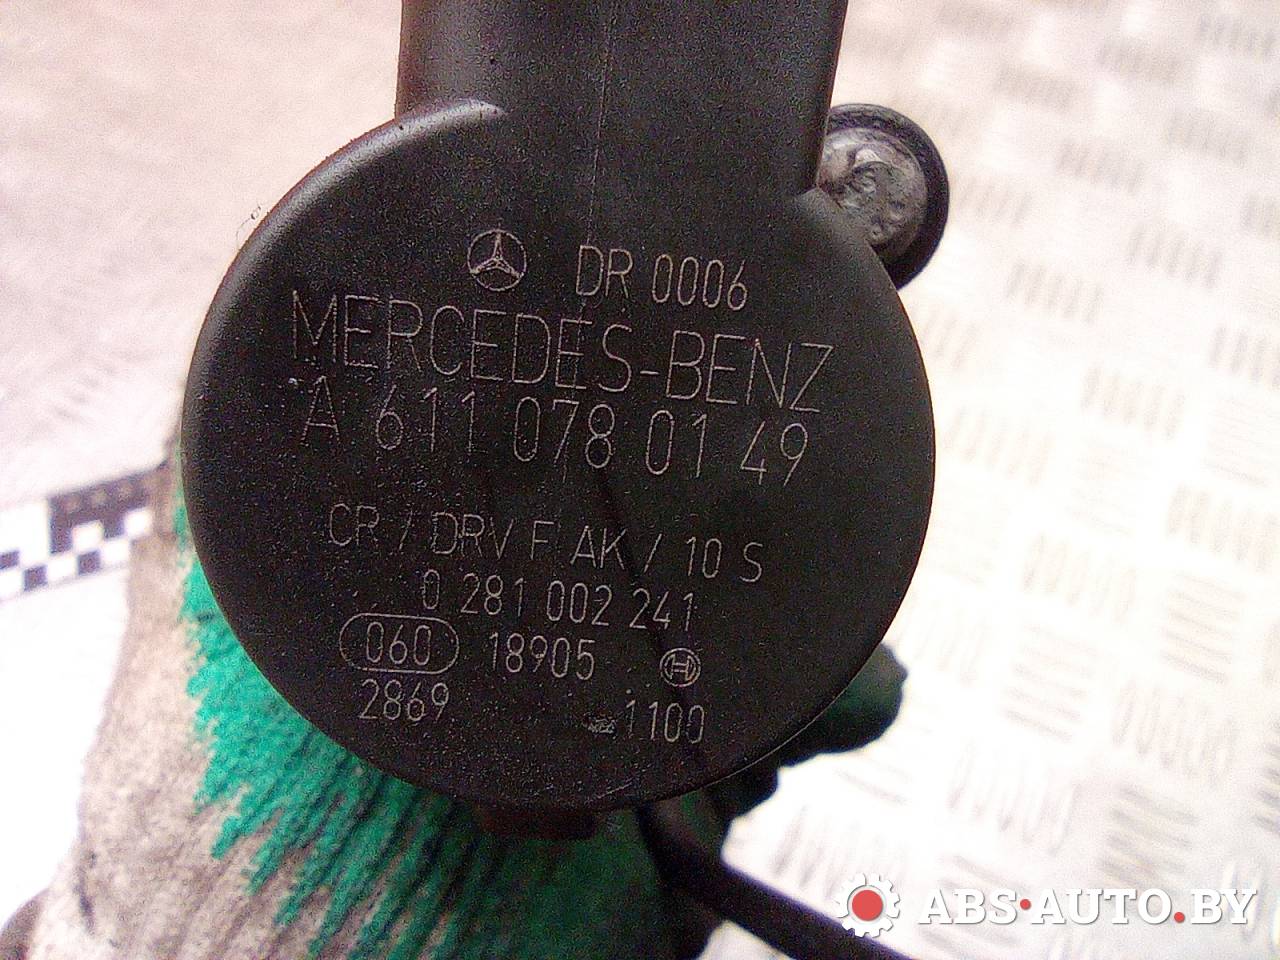 DR 0006
MERCEDES-BENZ
A 611 078 01 49
CR / DRV F AK / 10 S
0 281 002 241
060 18905
2869 1100
ABS·AUTO.BY